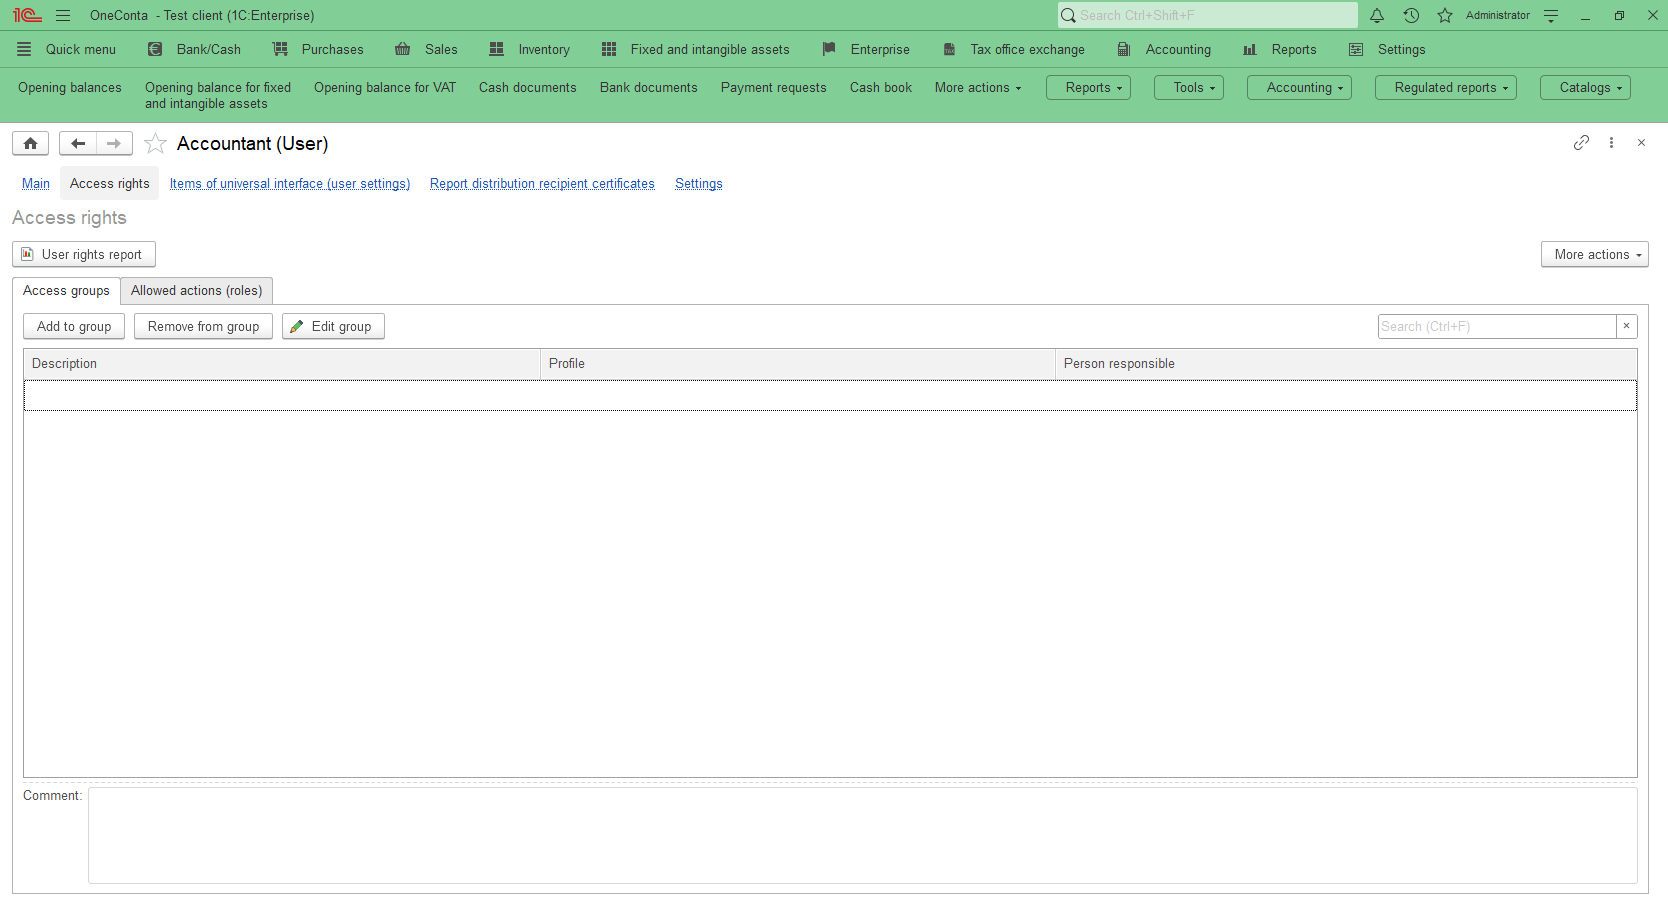 1C OneConta - Test client (1C:Enterprise) Search Ctrl+Shift+F Administrator
Quick menu Bank/Cash Purchases Sales Inventory Fixed and intangible assets Enterprise Tax office exchange Accounting Reports Settings
Opening balances Opening balance for fixed and intangible assets Opening balance for VAT Cash documents Bank documents Payment requests Cash book More actions Reports Tools Accounting Regulated reports Catalogs
Accountant (User)
Main Access rights Items of universal interface (user settings) Report distribution recipient certificates Settings
Access rights
User rights report More actions
Access groups Allowed actions (roles)
Add to group Remove from group Edit group Search (Ctrl+F) ×
Description Profile Person responsible
Comment: